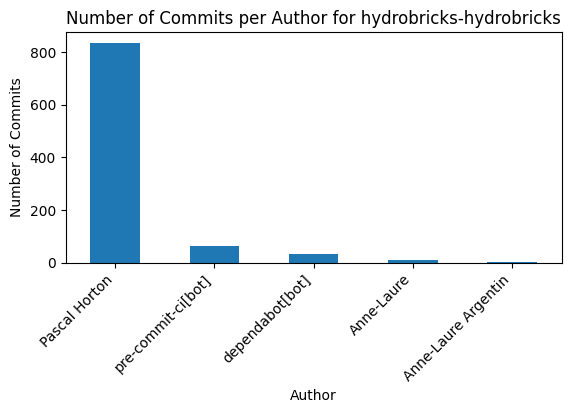 Number of Commits per Author for hydrobricks-hydrobricks
Number of Commits
800
600
400
200
0
Pascal Horton
pre-commit-ci[bot]
dependabot[bot]
Anne-Laure
Anne-Laure Argentin
Author